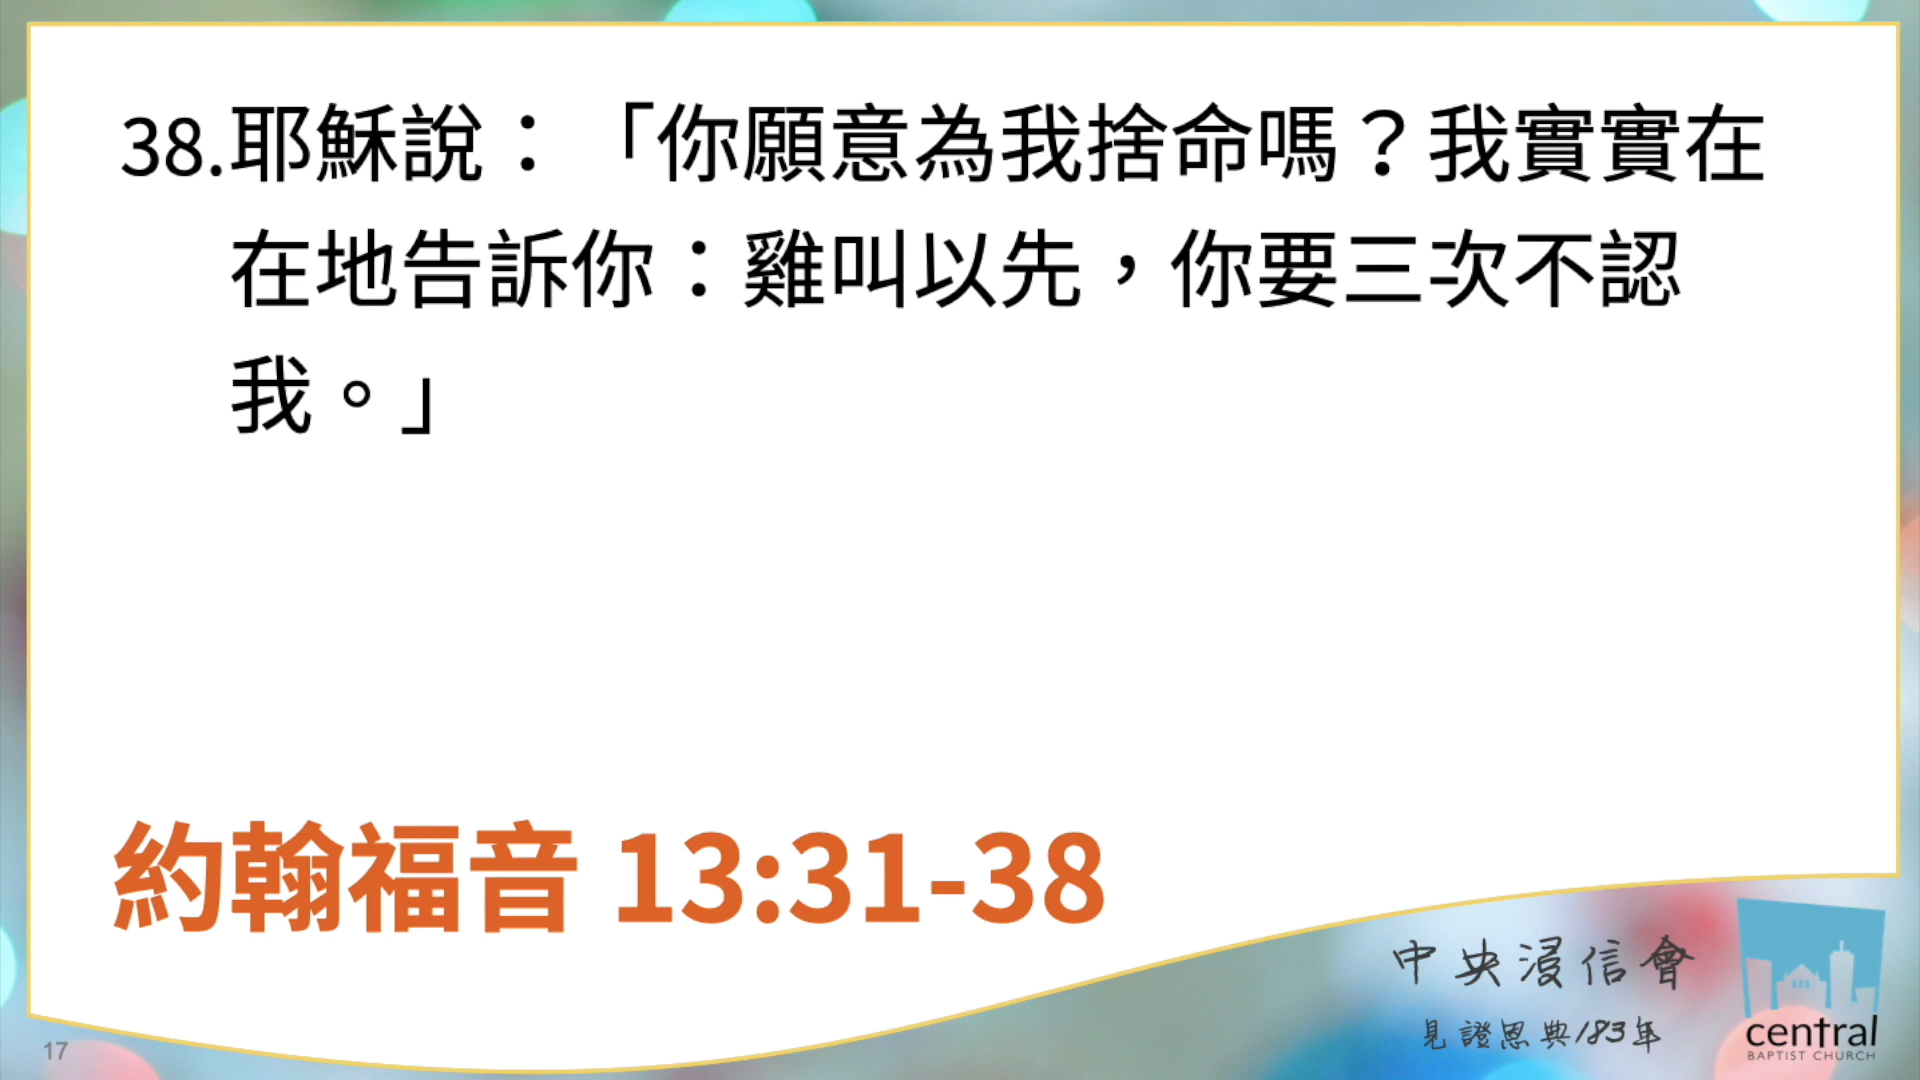 38.耶穌說：「你願意為我捨命嗎？我實實在
在地告訴你：雞叫以先，你要三次不認
我。」
約翰福音 13:31-38
中央浸信會
見證恩典183年
central
BAPTIST CHURCH
17